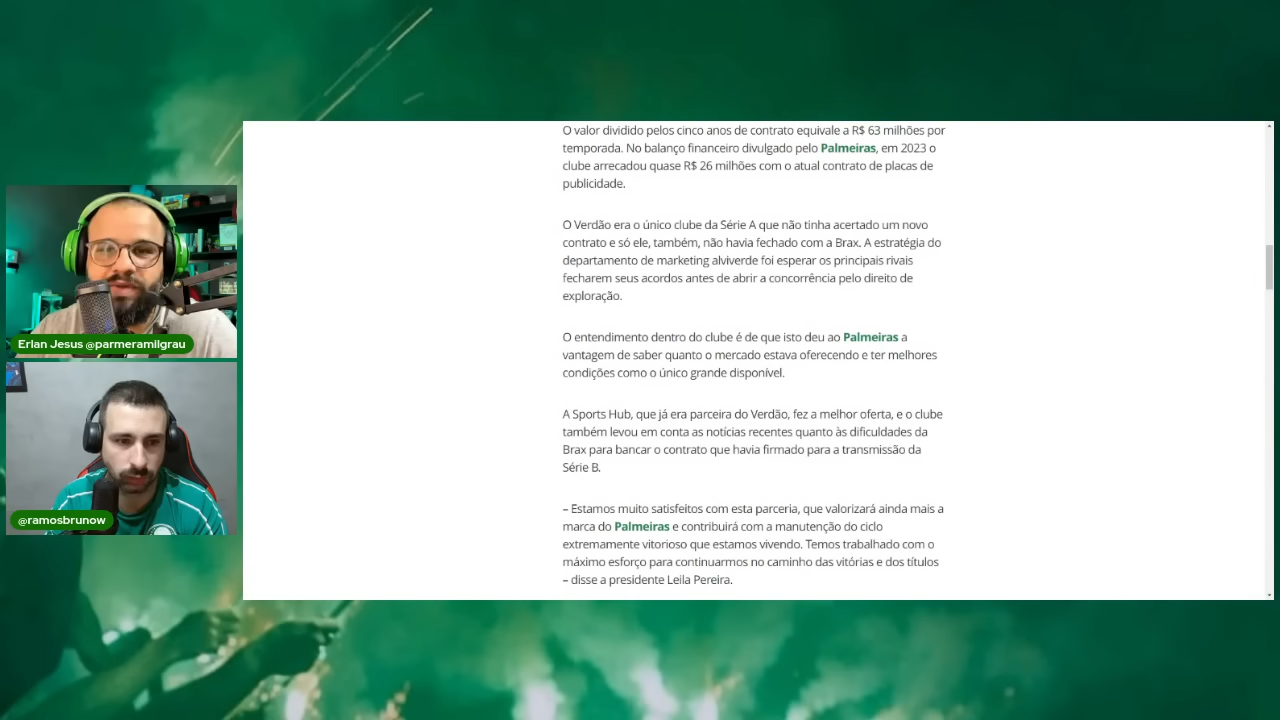 O valor dividido pelos cinco anos de contrato equivale a R$ 63 milhões por
temporada. No balanço financeiro divulgado pelo Palmeiras, em 2023 o
clube arrecadou quase R$ 26 milhões com o atual contrato de placas de
publicidade.
O Verdão era o único clube da Série A que não tinha acertado um novo
contrato e só ele, também, não havia fechado com a Brax. A estratégia do
departamento de marketing alviverde foi esperar os principais rivais
fecharem seus acordos antes de abrir a concorrência pelo direito de
exploração.
O entendimento dentro do clube é de que isto deu ao Palmeiras a
vantagem de saber quanto o mercado estava oferecendo e ter melhores
condições como o único grande disponível.
A Sports Hub, que já era parceira do Verdão, fez a melhor oferta, e o clube
também levou em conta as notícias recentes quanto às dificuldades da
Brax para bancar o contrato que havia firmado para a transmissão da
Série B.
– Estamos muito satisfeitos com esta parceria, que valorizará ainda mais a
marca do Palmeiras e contribuirá com a manutenção do ciclo
extremamente vitorioso que estamos vivendo. Temos trabalhado com o
máximo esforço para continuarmos no caminho das vitórias e dos títulos
– disse a presidente Leila Pereira.
Erlan Jesus @parmeramilgrau
@ramosbrunow